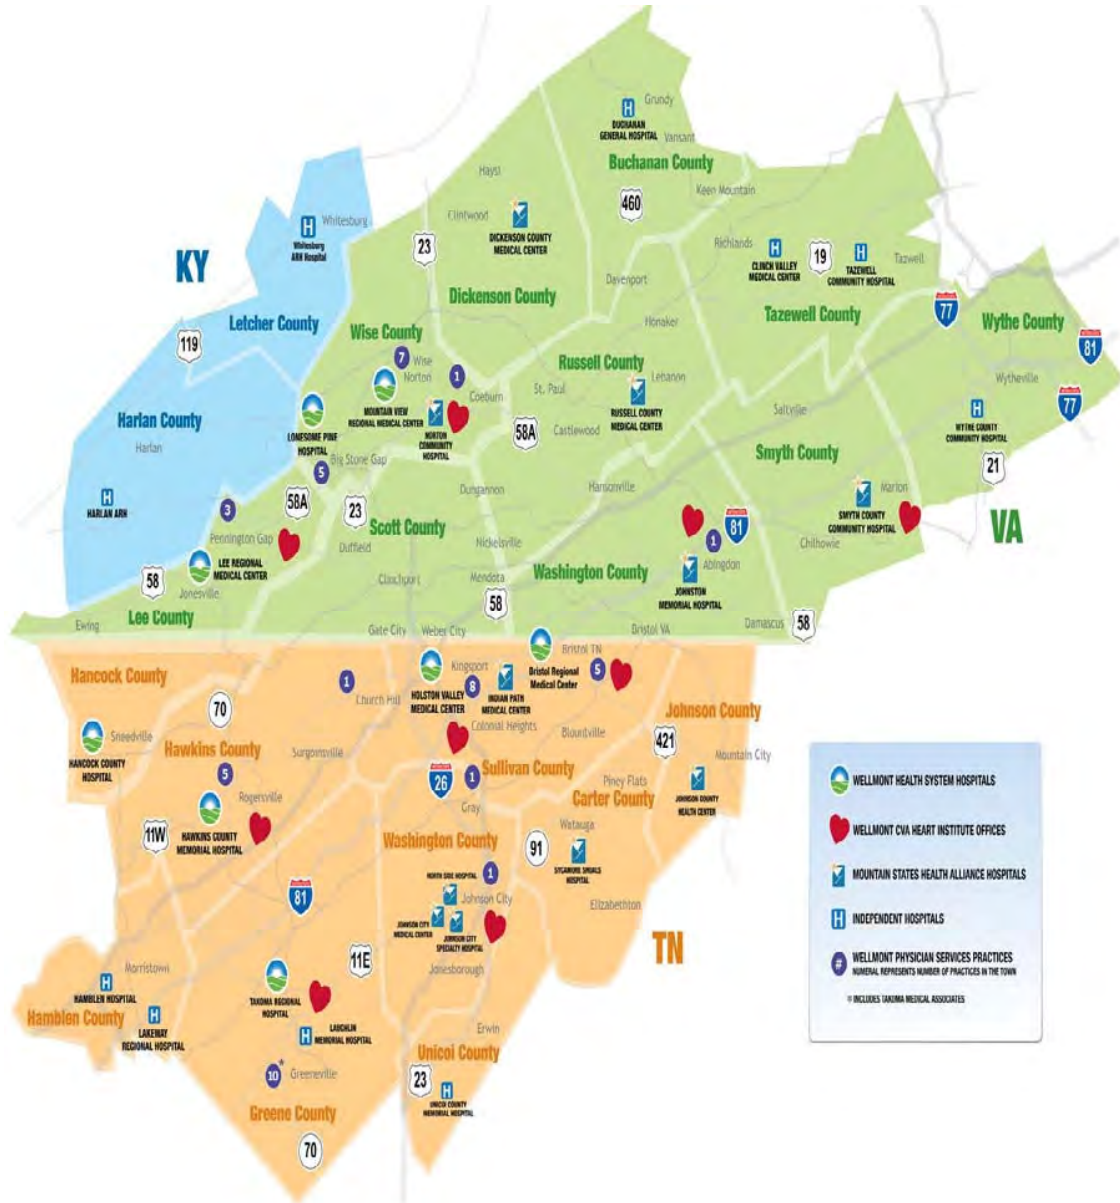 Grundy
BUCHANAN
GENERAL HOSPITAL
Vansant
Buchanan County
Haysi
Keen Mountain
460
Clintwood
Whitesburg
Whitesburg
ARH Hospital
DICKENSON COUNTY
MEDICAL CENTER
23
Richlands
CLINCH VALLEY
MEDICAL CENTER
19
TAZEWELL
COMMUNITY HOSPITAL
Tazwell
KY
Davenport
Dickenson County
77
Letcher County
Wise County
Honaker
Tazewell County
Wythe County
119
81
7
Wise
Norton
1
Russell County
MOUNTAIN VIEW
REGIONAL MEDICAL CENTER
Coeburn
St. Paul
Lebanon
Wytheville
77
Harlan County
LONESOME PINE
HOSPITAL
NORTON
COMMUNITY
HOSPITAL
58A
Castlewood
RUSSELL COUNTY
MEDICAL CENTER
Saltville
WYTHE COUNTY
COMMUNITY HOSPITAL
Harlan
Big Stone Gap
5
Smyth County
21
HARLAN ARH
58A
Dungannon
Hansonville
Marion
3
23
Scott County
SMYTH COUNTY
COMMUNITY HOSPITAL
VA
Pennington Gap
Duffield
Nickelsville
81
1
Chilhowie
LEE REGIONAL
MEDICAL CENTER
Abingdon
58
Jonesville
Clinchport
Mendota
Washington County
JOHNSTON
MEMORIAL HOSPITAL
58
Lee County
Ewing
Gate City
Weber City
Bristol VA
Damascus
58
Hancock County
Kingsport
Bristol TN
Bristol Regional
Medical Center
5
1
Church Hill
HOLSTON VALLEY
MEDICAL CENTER
8
INDIAN PATH
MEDICAL CENTER
70
Colonial Heights
Johnson County
Sneedville
Blountville
421
Hawkins County
Surgoinsville
Mountain City
HANCOCK COUNTY
HOSPITAL
5
26
1
Sullivan County
Piney Flats
Rogersville
Gray
Carter County
JOHNSON COUNTY
HEALTH CENTER
HAWKINS COUNTY
MEMORIAL HOSPITAL
11W
Washington County
Watauga
91
SYCAMORE SHOALS
HOSPITAL
NORTH SIDE HOSPITAL
1
81
Johnson City
Elizabethton
JOHNSON CITY
MEDICAL CENTER
JOHNSON CITY
SPECIALTY HOSPITAL
TN
11E
Jonesborough
Morristown
HAMBLEN HOSPITAL
TAKOMA REGIONAL
HOSPITAL
Hamblen County
LAKEWAY
REGIONAL HOSPITAL
LAUGHLIN
MEMORIAL HOSPITAL
Erwin
Unicoi County
10*
Greeneville
23
UNICOI COUNTY
MEMORIAL HOSPITAL
Greene County
70
WELLMONT HEALTH SYSTEM HOSPITALS
WELLMONT CVA HEART INSTITUTE OFFICES
MOUNTAIN STATES HEALTH ALLIANCE HOSPITALS
H INDEPENDENT HOSPITALS
# WELLMONT PHYSICIAN SERVICES PRACTICES
NUMERAL REPRESENTS NUMBER OF PRACTICES IN THE TOWN
* INCLUDES TAKOMA MEDICAL ASSOCIATES